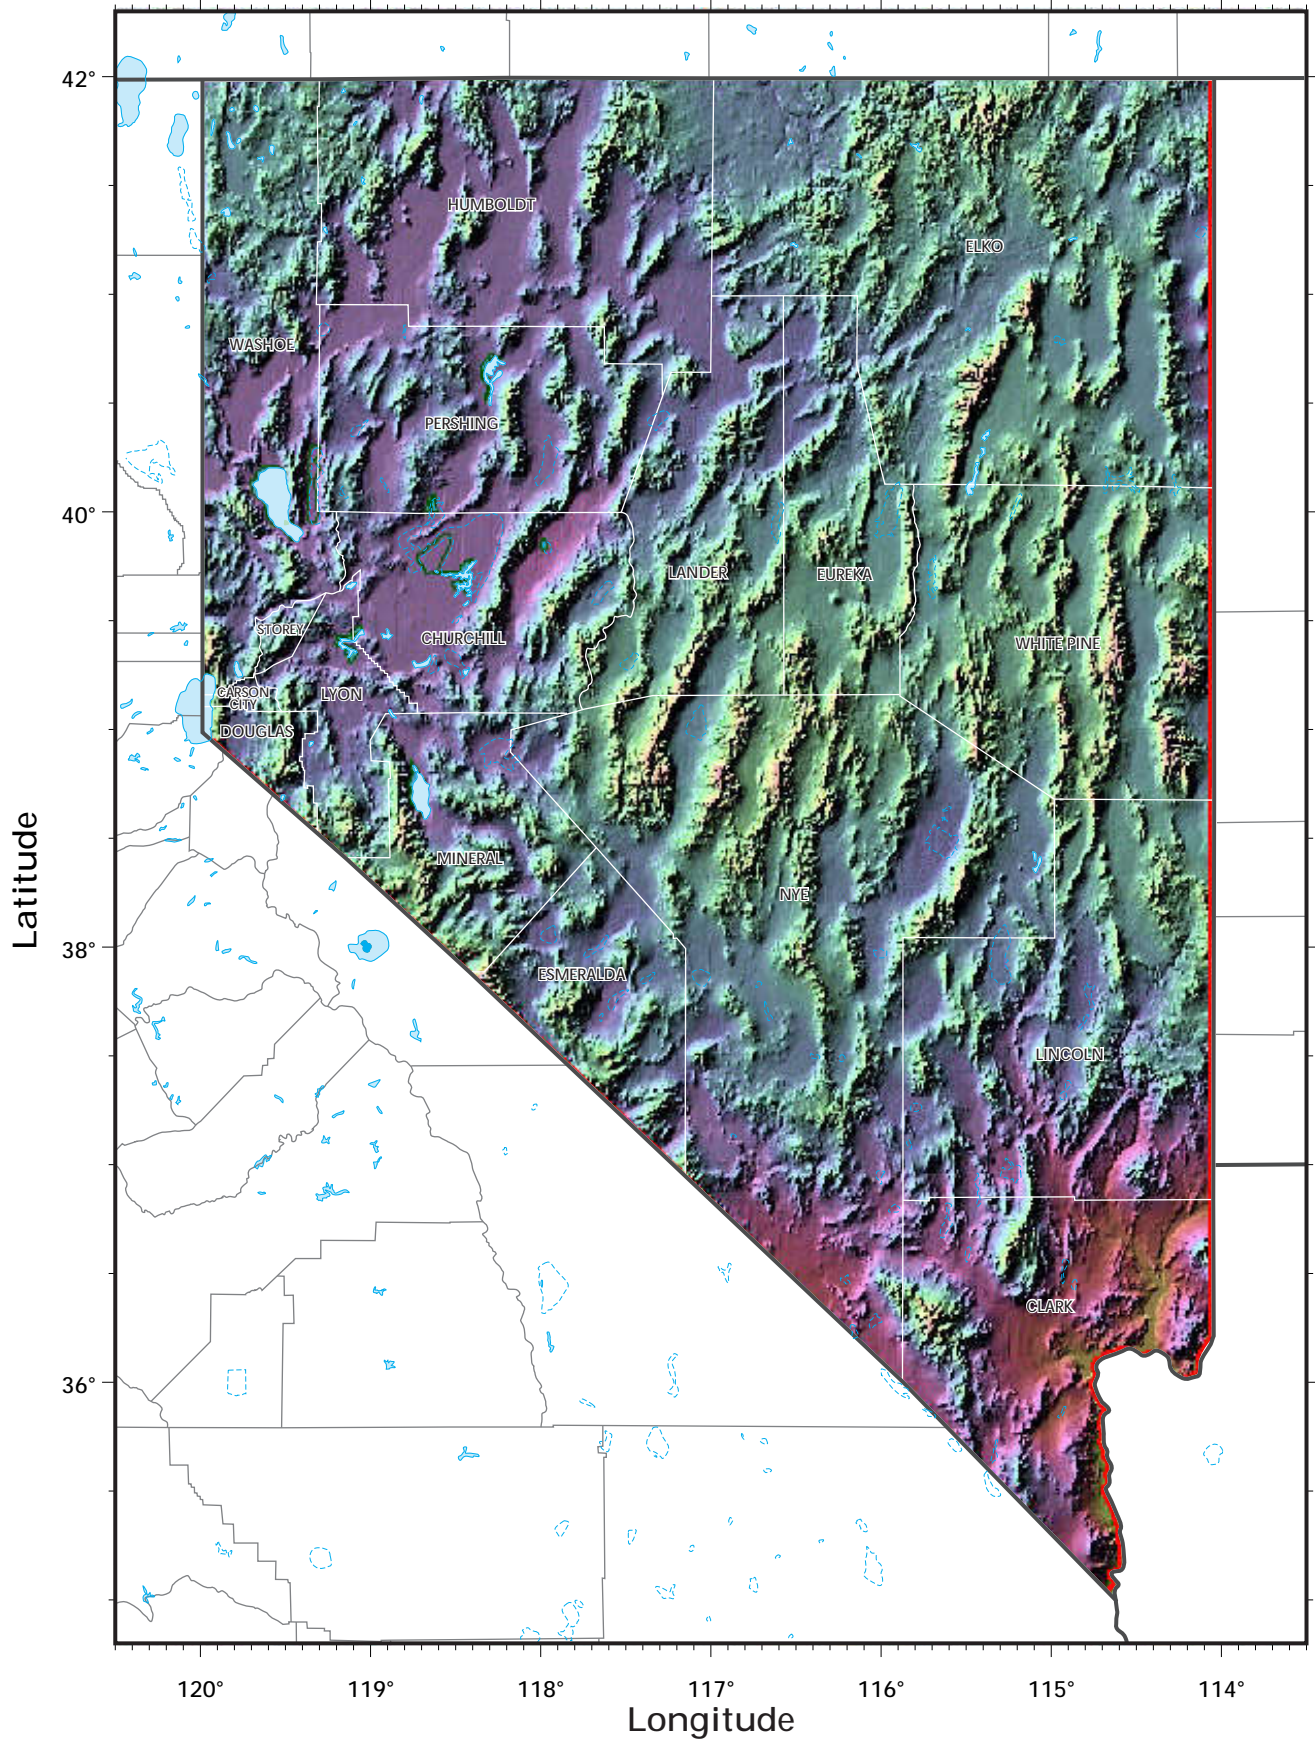 42°
HUMBOLDT
ELKO
WASHOE
PERSHING
40°
LANDER
EUREKA
STOREY
CHURCHILL
WHITE PINE
CARSON
CITY
LYON
DOUGLAS
Latitude
MINERAL
NYE
38°
ESMERALDA
LINCOLN
CLARK
36°
120°
119°
118°
117°
116°
115°
114°
Longitude